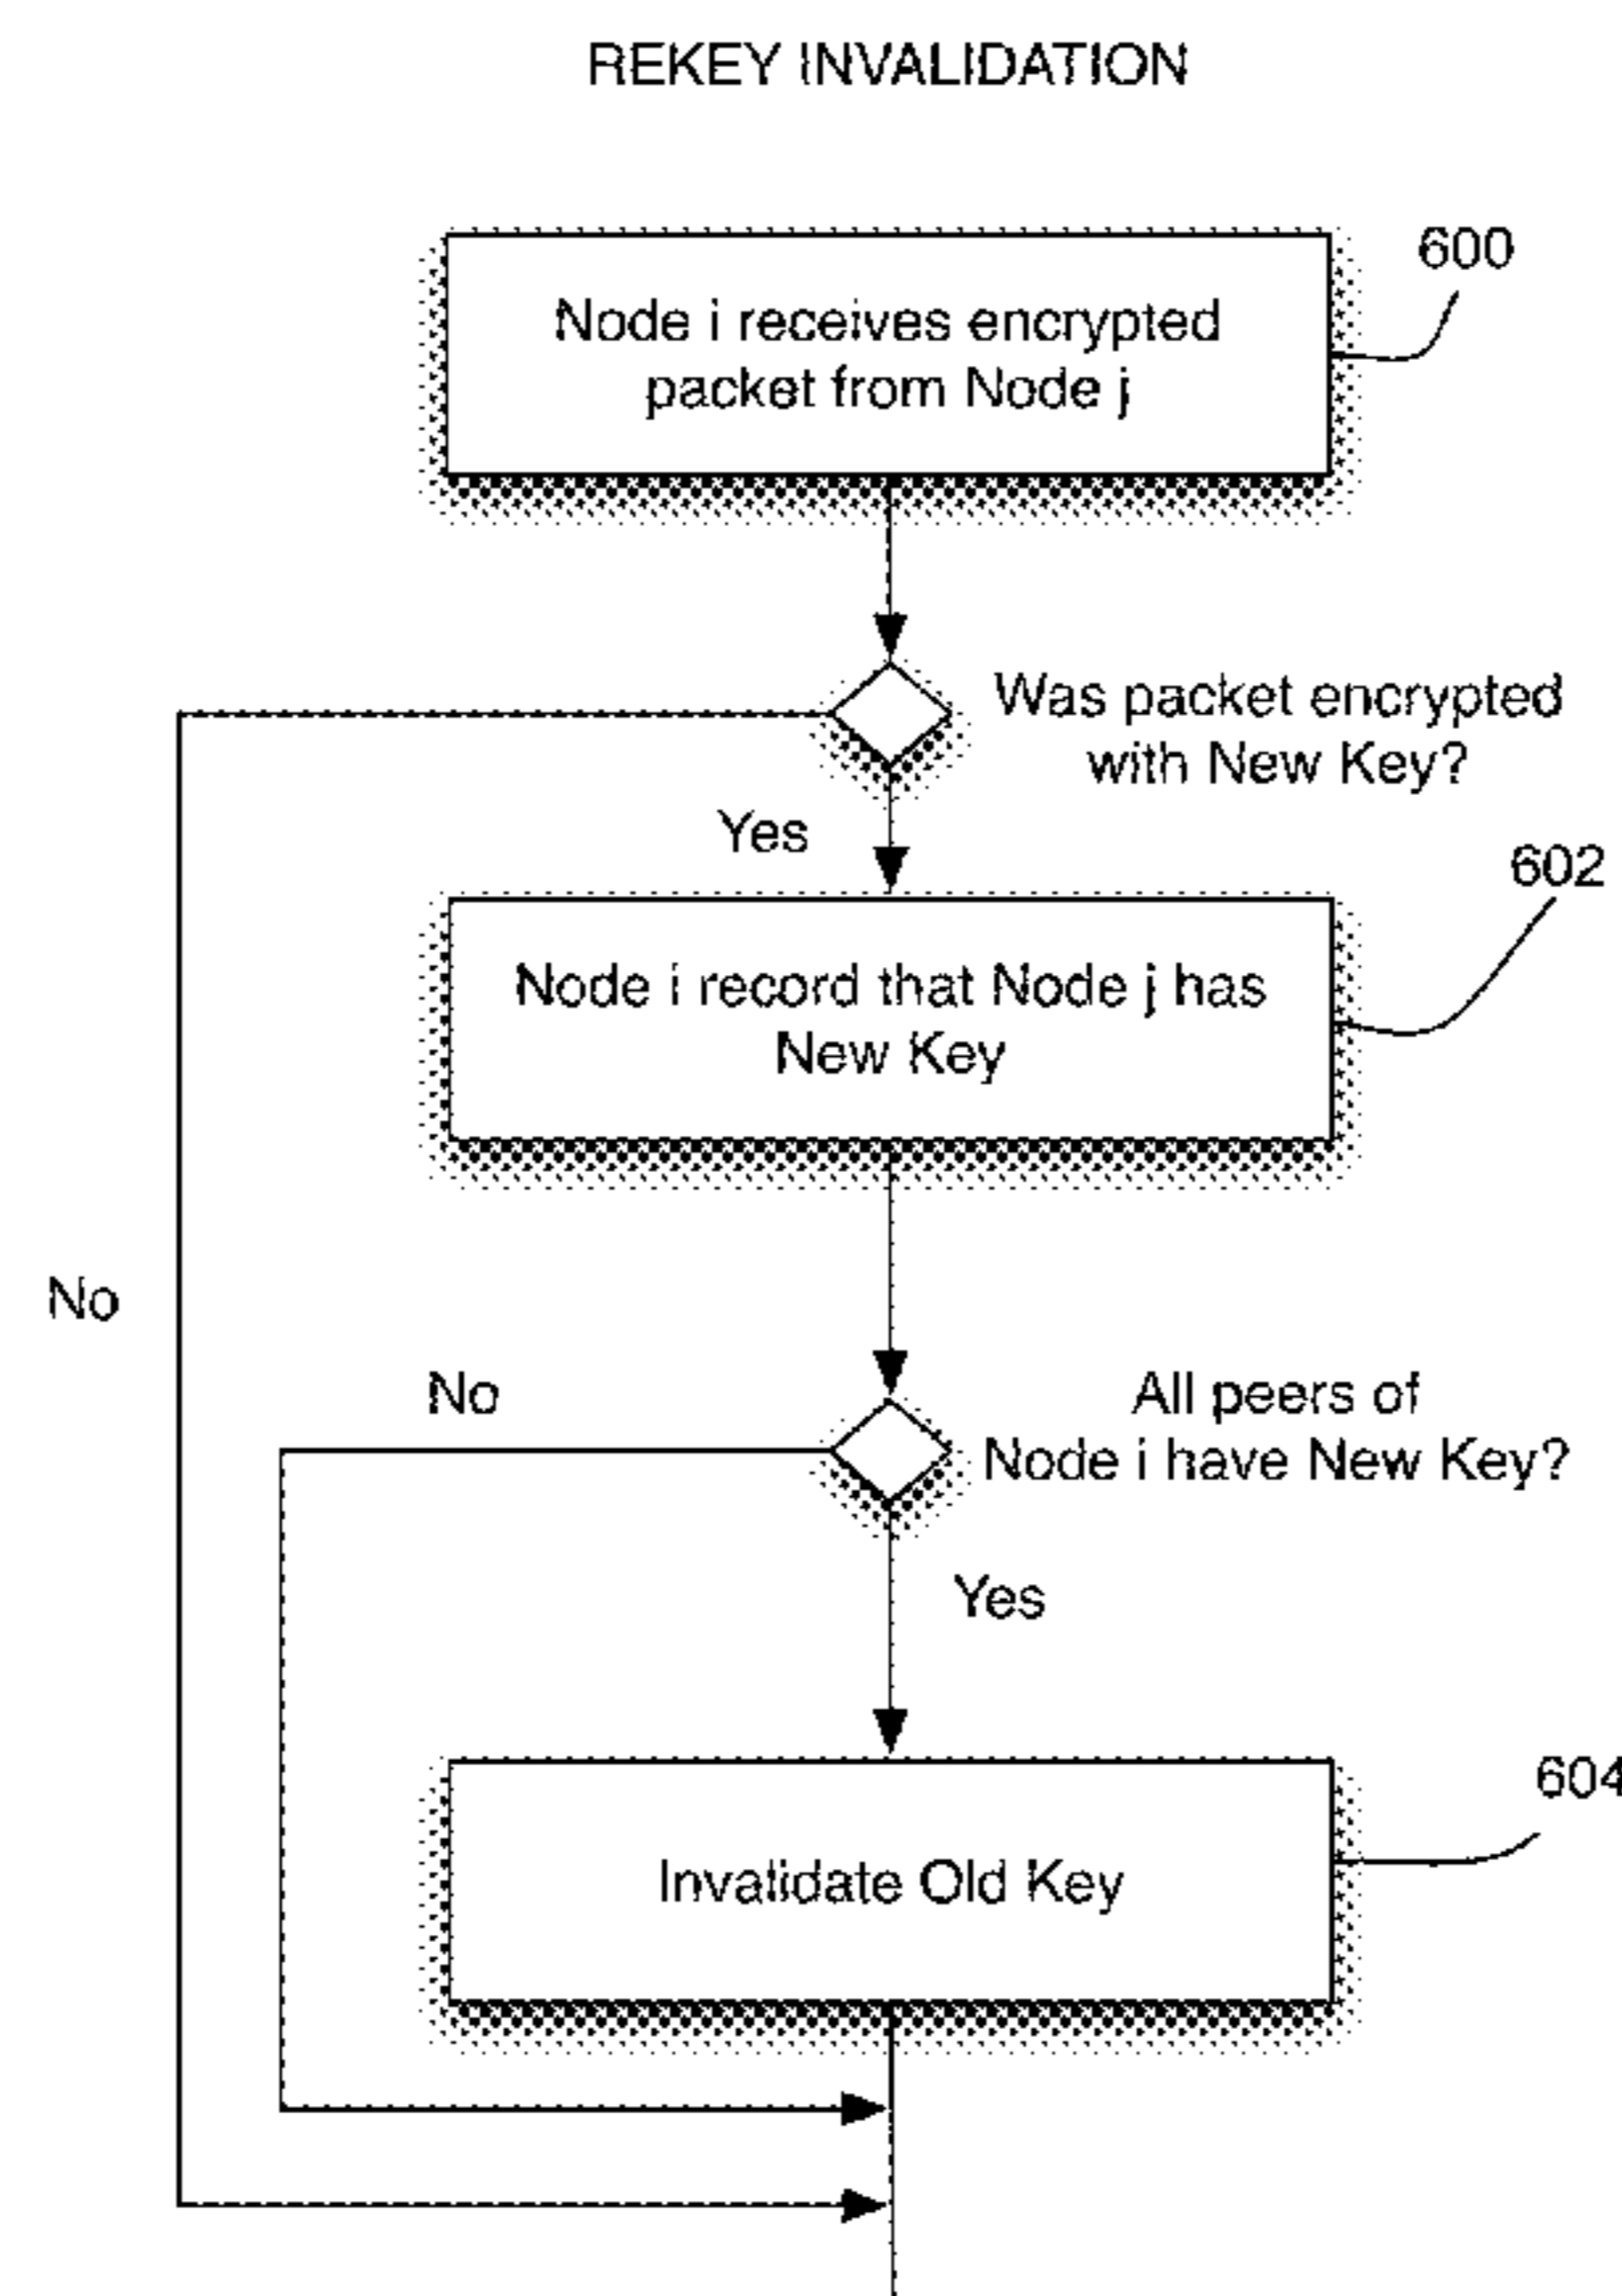 REKEY INVALIDATION
600
Node i receives encrypted
packet from Node j
Was packet encrypted
with New Key?
Yes
602
Node i record that Node j has
New Key
No
No
All peers of
Node i have New Key?
Yes
604
Invalidate Old Key